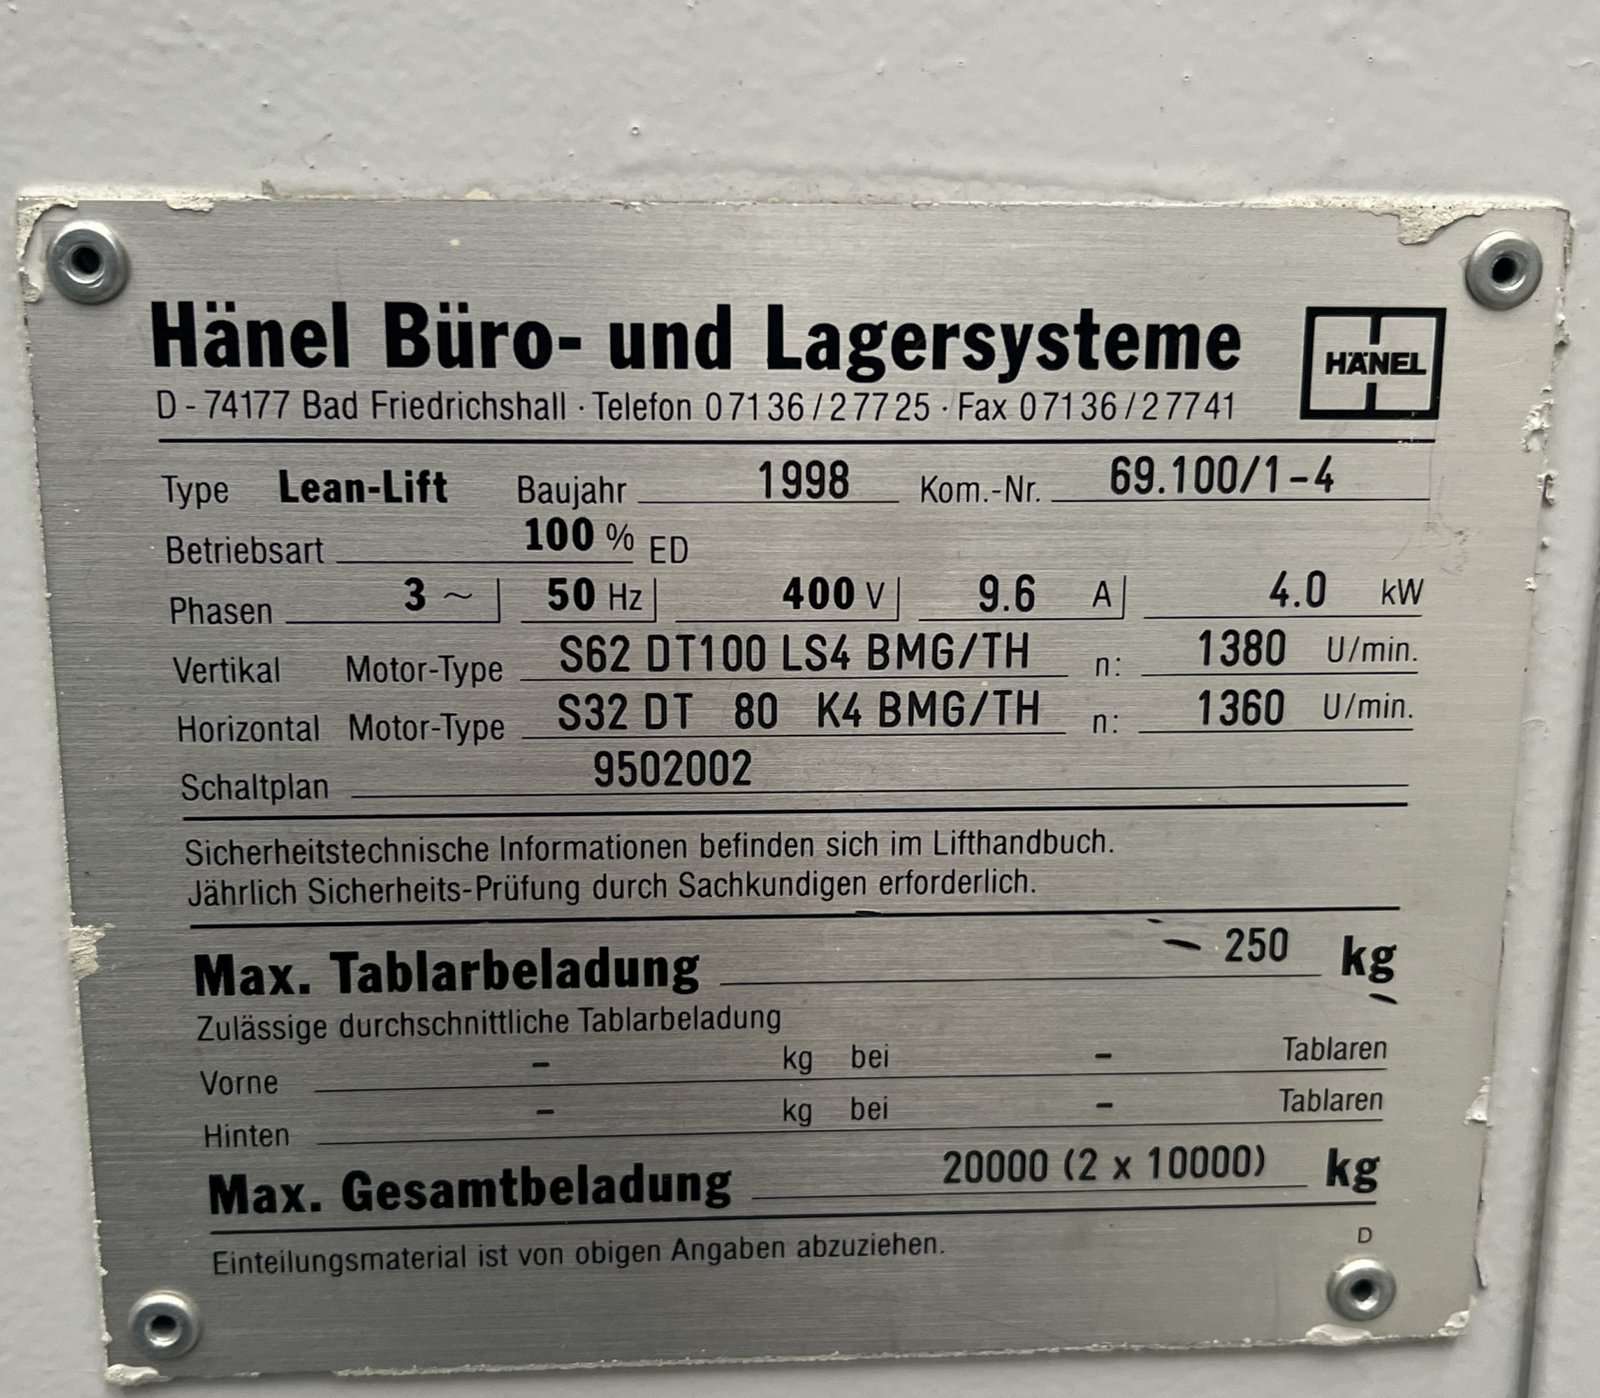 Hänel Büro- und Lagersysteme
HÄNEL
D - 74177 Bad Friedrichshall · Telefon 07136/27725 · Fax 07136/27741
Type Lean-Lift Baujahr 1998 Kom.-Nr. 69.100/1-4
Betriebsart 100 % ED
Phasen 3 ~ 50 Hz 400 V 9.6 A 4.0 kW
Vertikal Motor-Type S62 DT100 LS4 BMG/TH n: 1380 U/min.
Horizontal Motor-Type S32 DT 80 K4 BMG/TH n: 1360 U/min.
Schaltplan 9502002
Sicherheitstechnische Informationen befinden sich im Lifthandbuch.
Jährlich Sicherheits-Prüfung durch Sachkundigen erforderlich.
Max. Tablarbeladung 250 kg
Zulässige durchschnittliche Tablarbeladung
Vorne - kg bei - Tablaren
Hinten - kg bei - Tablaren
Max. Gesamtbeladung 20000 (2 x 10000) kg
Einteilungsmaterial ist von obigen Angaben abzuziehen.
D